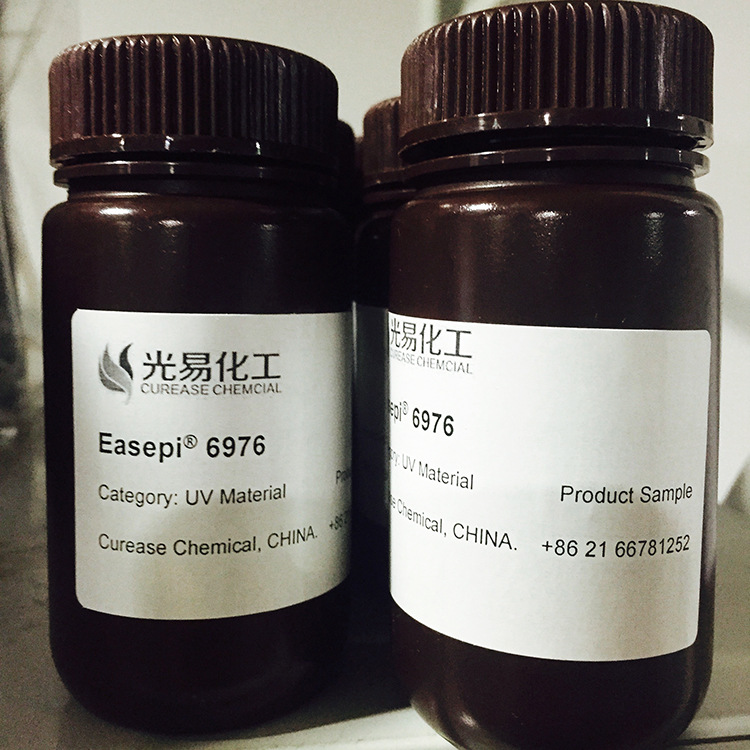 光易化工
CUREASE CHEMCIAL
Easepi® 6976
Category: UV Material
Curease Chemical, CHINA.
光易化工
CUREASE CHEMCIAL
6976
UV Material
Product Sample
Chemical, CHINA.
+86 21 66781252